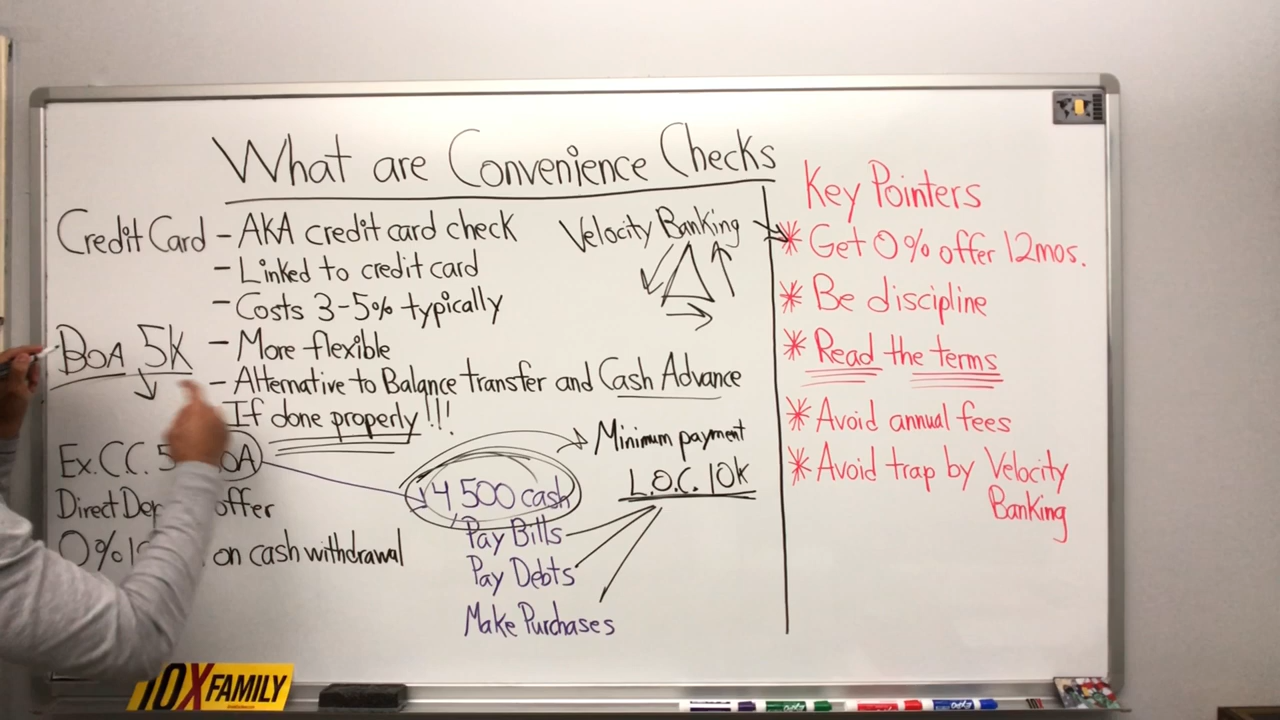 What are Convenience Checks
Credit Card - AKA credit card check
- Linked to credit card
- Costs 3-5% typically
- More flexible
- Alternative to Balance transfer and Cash Advance
If done properly!!!
BOA 5K
Ex. C.C. 5 OA
Direct Dep offer
0% on cash withdrawal
Velocity Banking
Minimum payment
L.O.C. 10K
4500 cash
Pay Bills
Pay Debts
Make Purchases
Key Pointers
* Get 0% offer 12mos.
* Be discipline
* Read the terms
* Avoid annual fees
* Avoid trap by Velocity
Banking
10X FAMILY